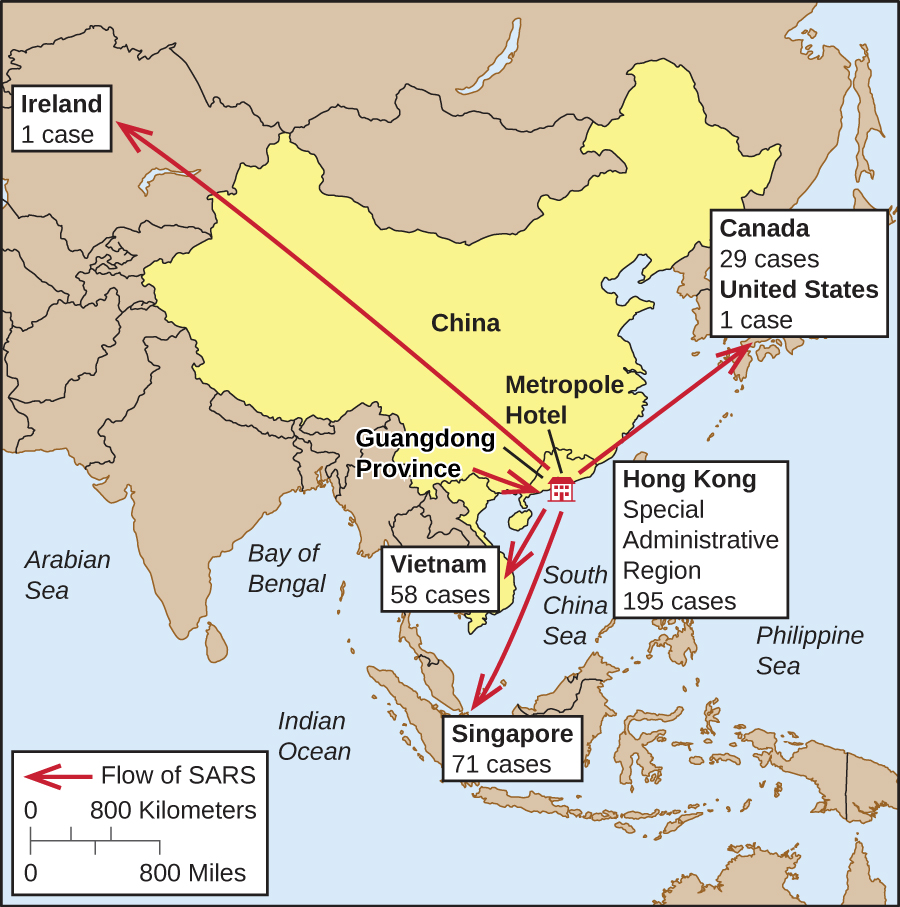 Ireland
1 case
Canada
29 cases
United States
1 case
China
Metropole
Hotel
Guangdong
Province
Hong Kong
Special
Administrative
Region
195 cases
Arabian
Sea
Bay of
Bengal
Vietnam
58 cases
South
China
Sea
Philippine
Sea
Indian
Ocean
Singapore
71 cases
Flow of SARS
0 800 Kilometers
0 800 Miles